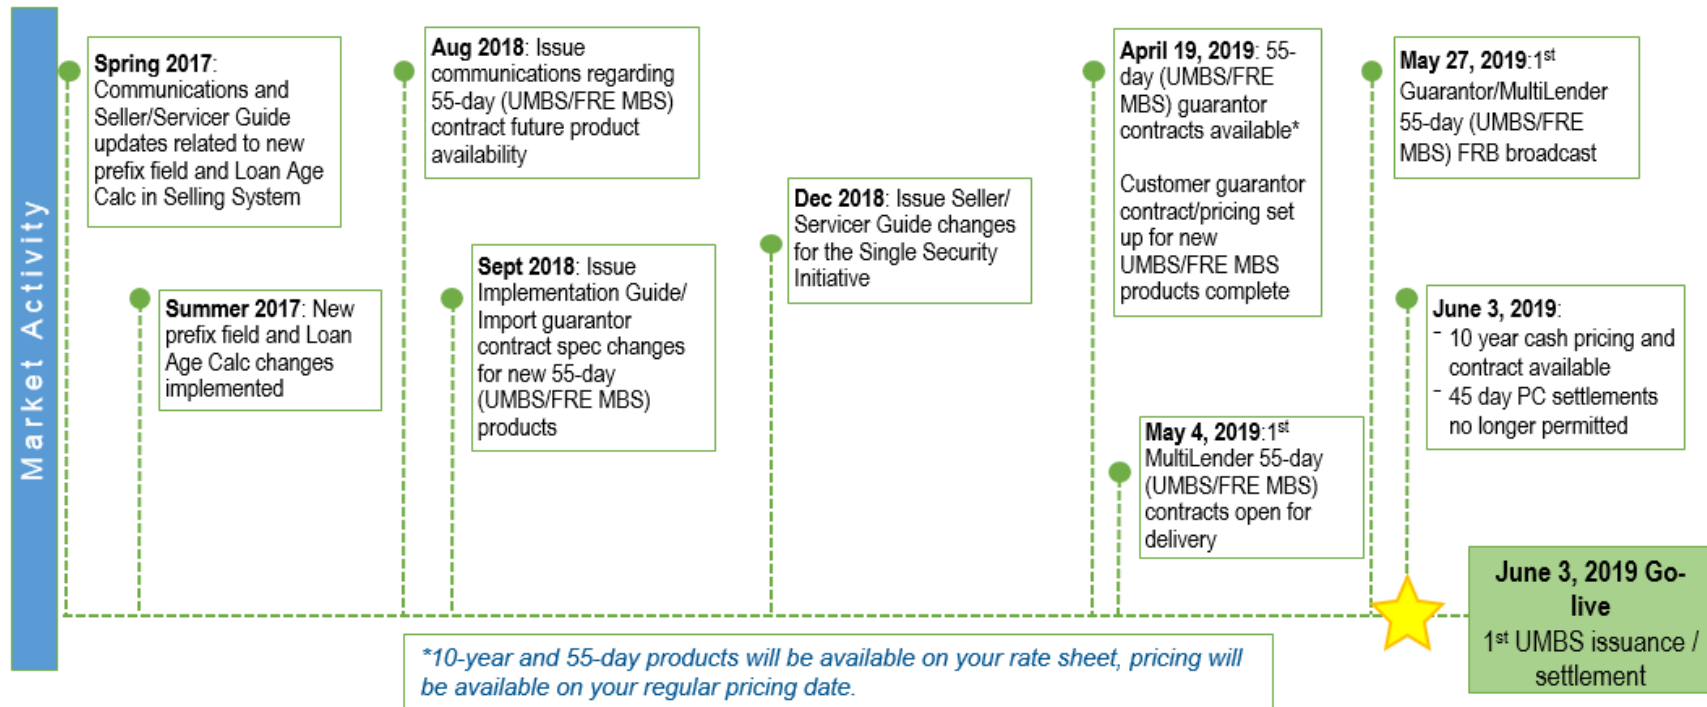 Market Activity
Spring 2017:
Communications and
Seller/Servicer Guide
updates related to new
prefix field and Loan Age
Calc in Selling System
Summer 2017: New
prefix field and Loan
Age Calc changes
implemented
Aug 2018: Issue
communications regarding
55-day (UMBS/FRE MBS)
contract future product
availability
Sept 2018: Issue
Implementation Guide/
Import guarantor
contract spec changes
for new 55-day
(UMBS/FRE MBS)
products
Dec 2018: Issue Seller/
Servicer Guide changes
for the Single Security
Initiative
April 19, 2019: 55-
day (UMBS/FRE
MBS) guarantor
contracts available*
Customer guarantor
contract/pricing set
up for new
UMBS/FRE MBS
products complete
May 4, 2019:1st
MultiLender 55-day
(UMBS/FRE MBS)
contracts open for
delivery
May 27, 2019:1st
Guarantor/MultiLender
55-day (UMBS/FRE
MBS) FRB broadcast
June 3, 2019:
- 10 year cash pricing and
contract available
- 45 day PC settlements
no longer permitted
June 3, 2019 Go-
live
1st UMBS issuance /
settlement
*10-year and 55-day products will be available on your rate sheet, pricing will
be available on your regular pricing date.